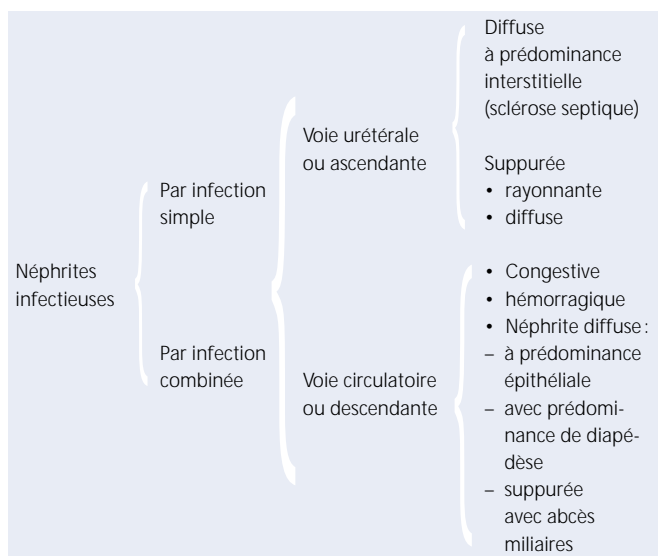 Néphrites
infectieuses
Par infection
simple
Par infection
combinée
Voie urétérale
ou ascendante
Diffuse
à prédominance
interstitielle
(sclérose septique)
Suppurée
• rayonnante
• diffuse
Voie circulatoire
ou descendante
• Congestive
• hémorragique
• Néphrite diffuse :
– à prédominance
épithéliale
– avec prédomi-
nance de diapé-
dèse
– suppurée
avec abcès
miliaires